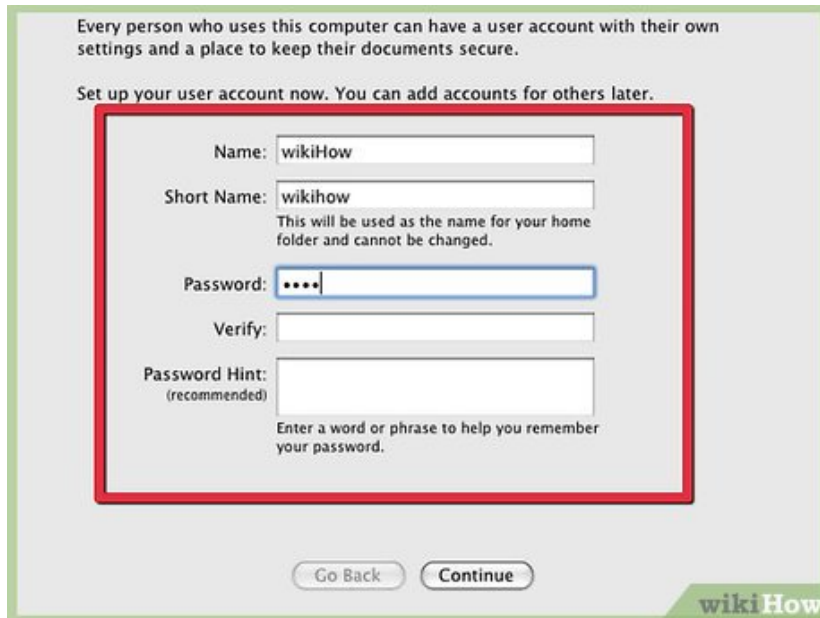 Every person who uses this computer can have a user account with their own
settings and a place to keep their documents secure.
Set up your user account now. You can add accounts for others later.
Name: wikiHow
Short Name: wikihow
This will be used as the name for your home
folder and cannot be changed.
Password: ••••
Verify:
Password Hint:
(recommended)
Enter a word or phrase to help you remember
your password.
Go Back Continue
wikiHow